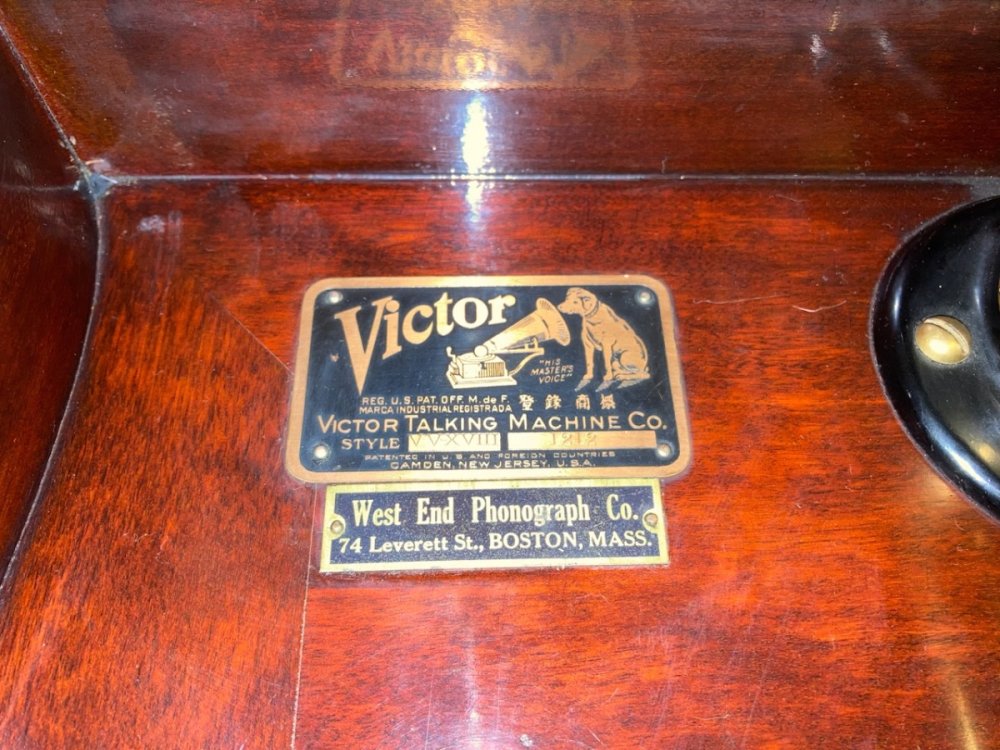 Victor
"HIS
MASTER'S
VOICE"
REG. U.S. PAT. OFF. M. de F.
MARCA INDUSTRIAL REGISTRADA
登錄商標
VICTOR TALKING MACHINE CO.
STYLE VV-XVIII 1212
PATENTED IN U.S. AND FOREIGN COUNTRIES
CAMDEN, NEW JERSEY, U.S.A.
West End Phonograph Co.
74 Leverett St., BOSTON, MASS.